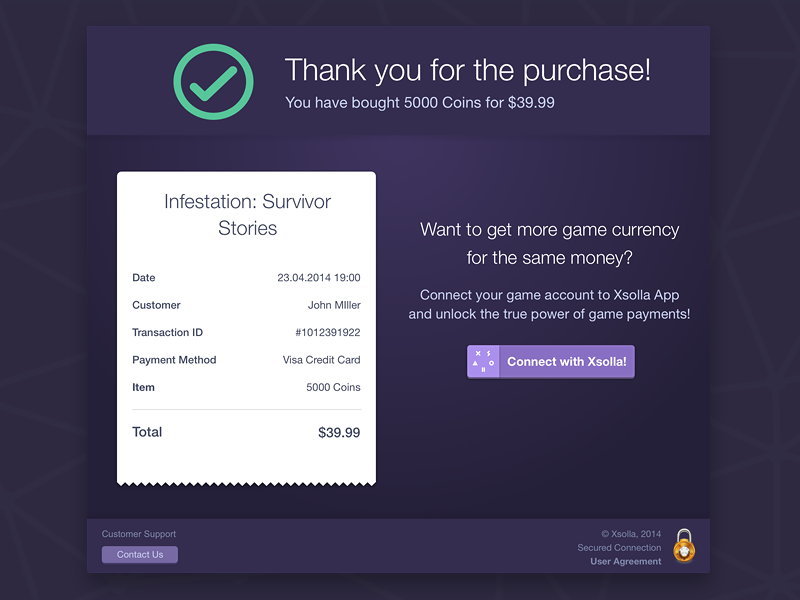 Thank you for the purchase!
You have bought 5000 Coins for $39.99
Infestation: Survivor
Stories
Date 23.04.2014 19:00
Customer John MIller
Transaction ID #1012391922
Payment Method Visa Credit Card
Item 5000 Coins
Total $39.99
Want to get more game currency
for the same money?
Connect your game account to Xsolla App
and unlock the true power of game payments!
Connect with Xsolla!
Customer Support
Contact Us
© Xsolla, 2014
Secured Connection
User Agreement